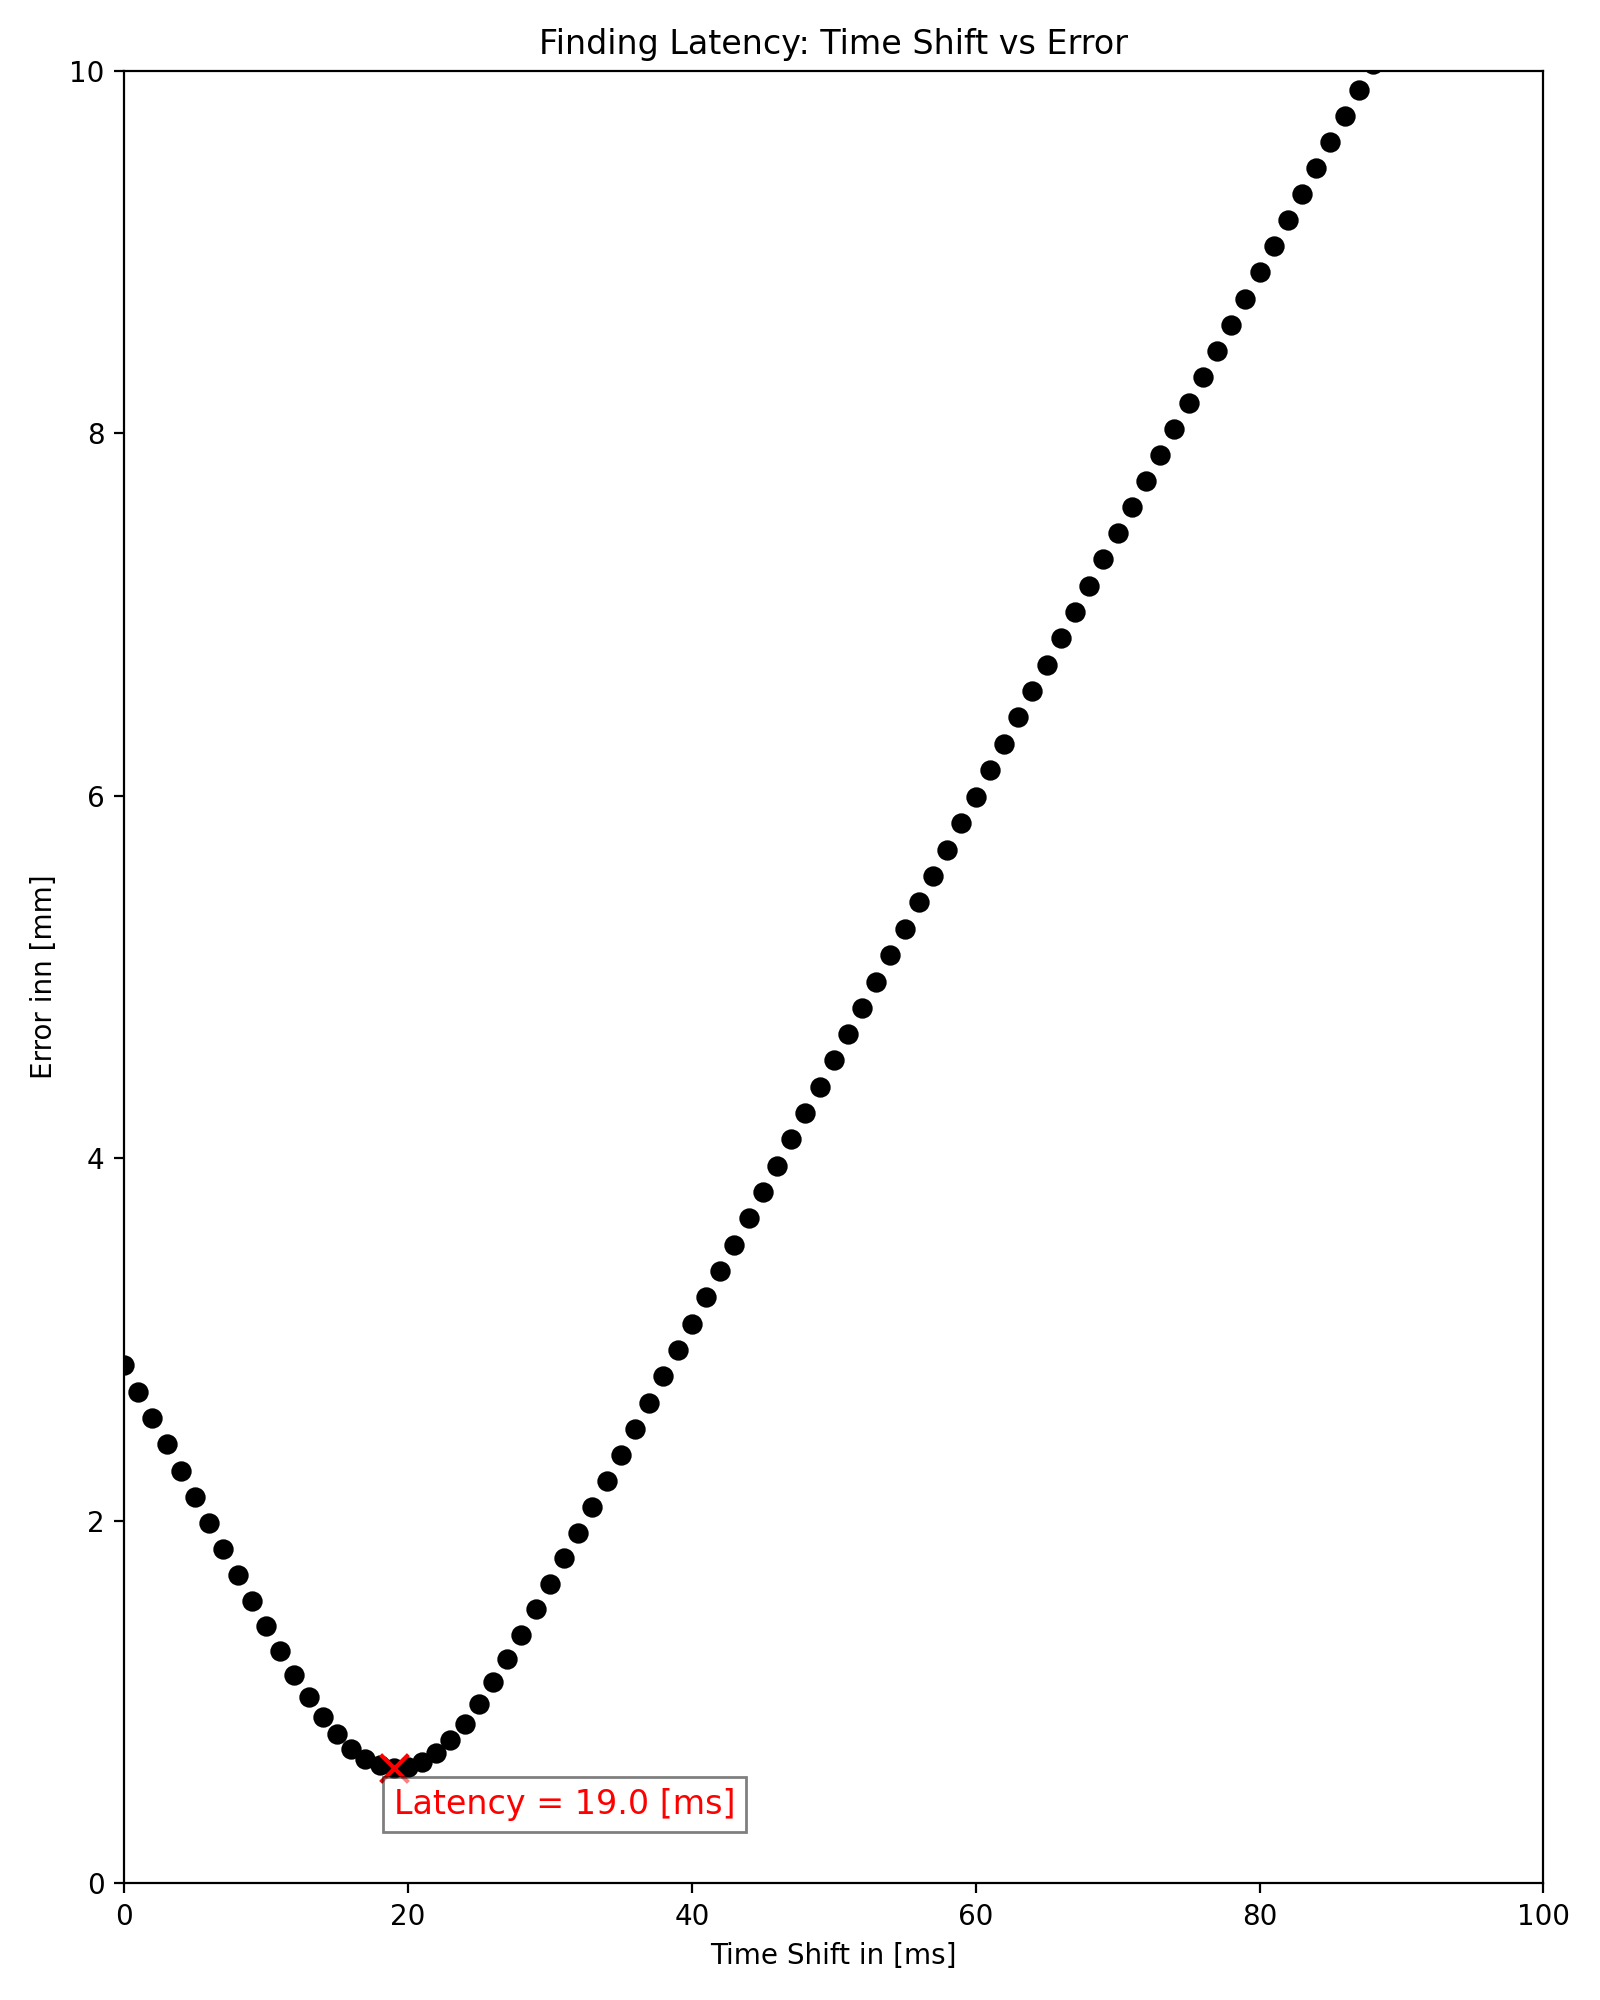 Finding Latency: Time Shift vs Error
10
8
6
4
2
0
Error inn [mm]
Latency = 19.0 [ms]
0 20 40 60 80 100
Time Shift in [ms]